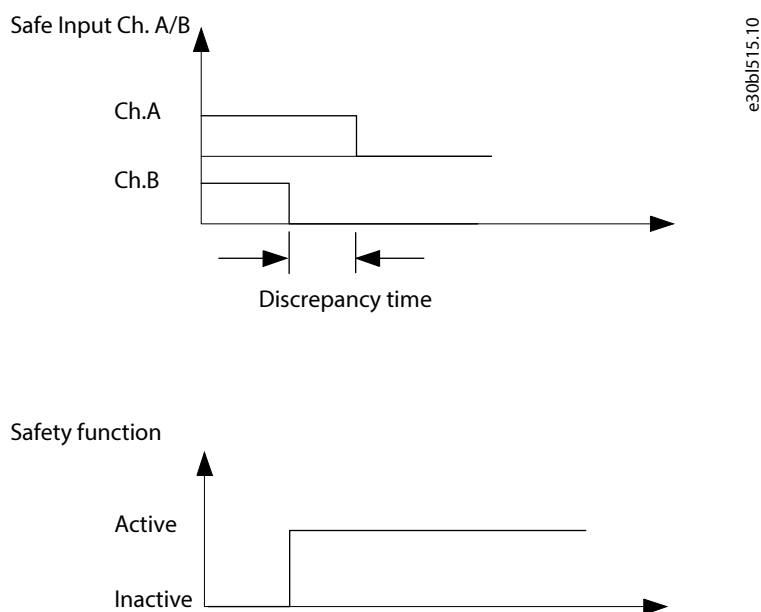 Safe Input Ch. A/B
e30bl515.10
Ch.A
Ch.B
Discrepancy time
Safety function
Active
Inactive